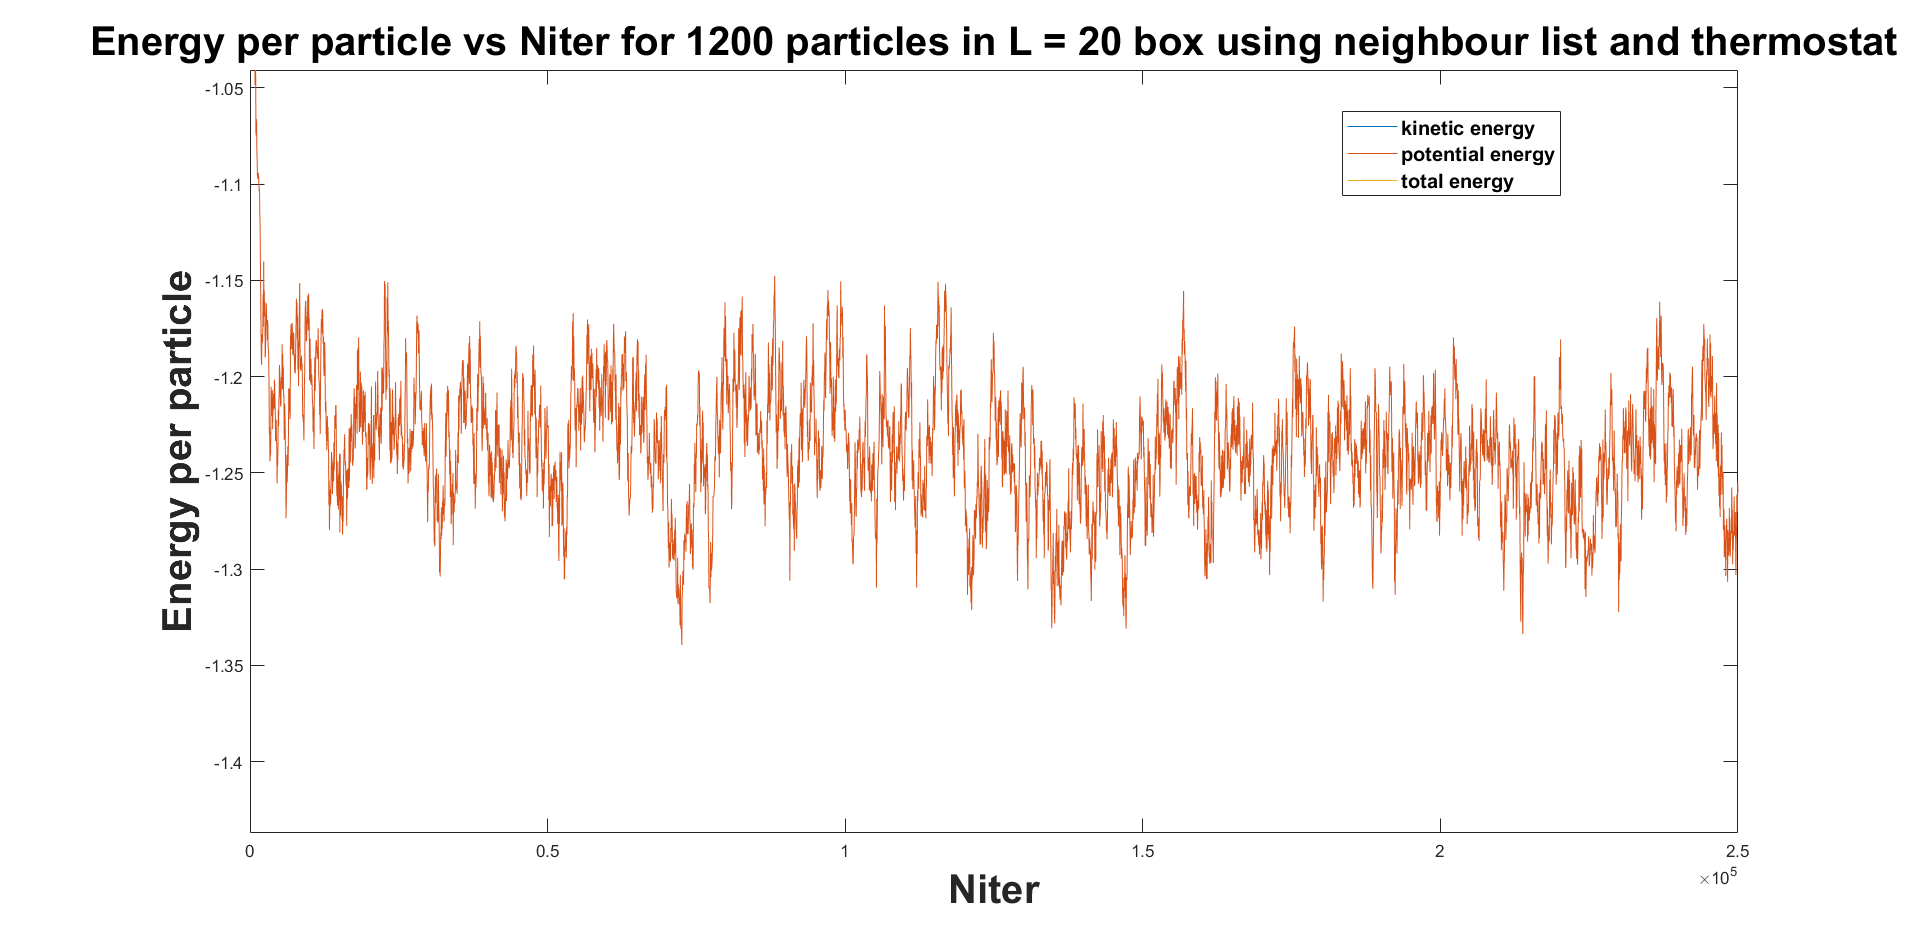 Energy per particle vs Niter for 1200 particles in L = 20 box using neighbour list and thermostat
-1.05
-1.1
-1.15
-1.2
-1.25
-1.3
-1.35
-1.4
Energy per particle
kinetic energy
potential energy
total energy
0 0.5 1 1.5 2 2.5
×10^5
Niter